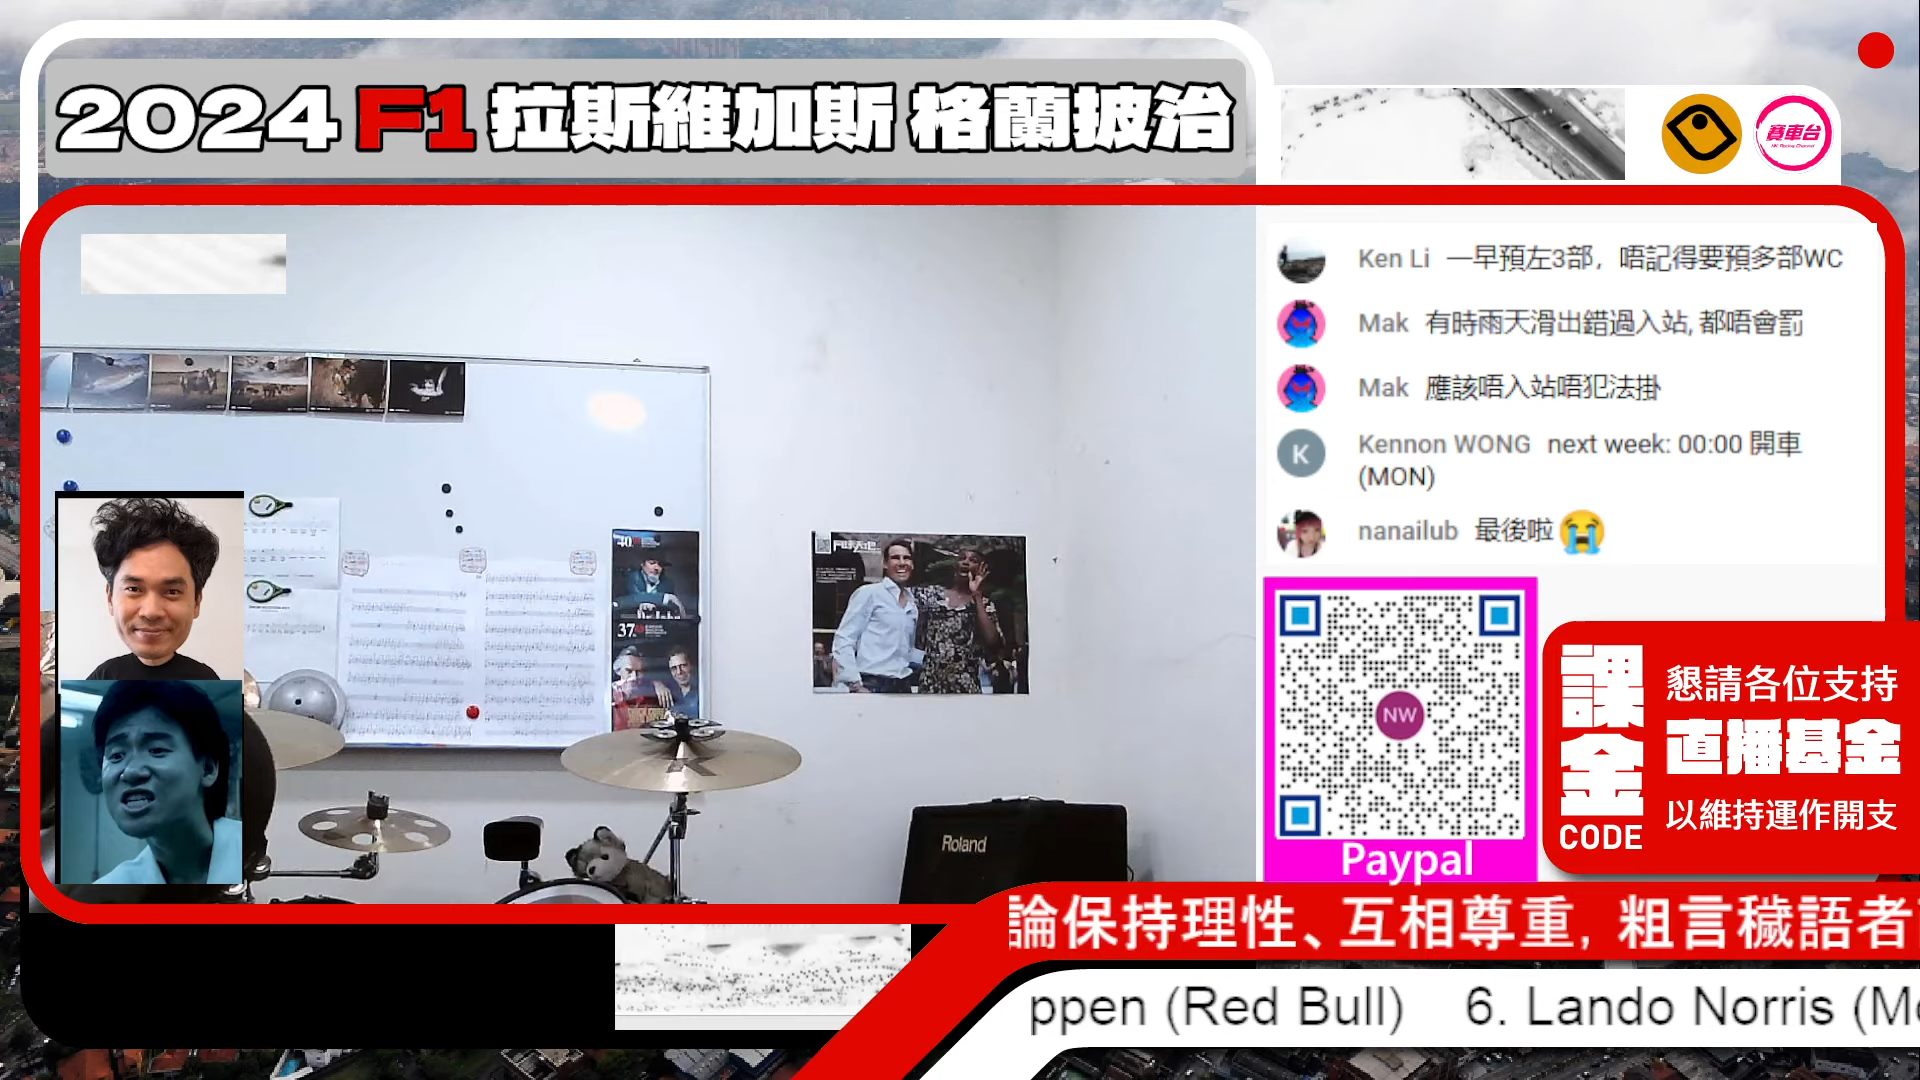 2024 F1 拉斯維加斯 格蘭披治
賽車台
Ken Li 一早預左3部，唔記得要預多部WC
Mak 有時雨天滑出錯過入站, 都唔會罰
Mak 應該唔入站唔犯法掛
Kennon WONG next week: 00:00 開車
(MON)
K
nanailub 最後啦
40
37
Roland
NW
Paypal
課金
CODE
懇請各位支持
直播基金
以維持運作開支
論保持理性、互相尊重，粗言穢語者
ppen (Red Bull) 6. Lando Norris (Mc